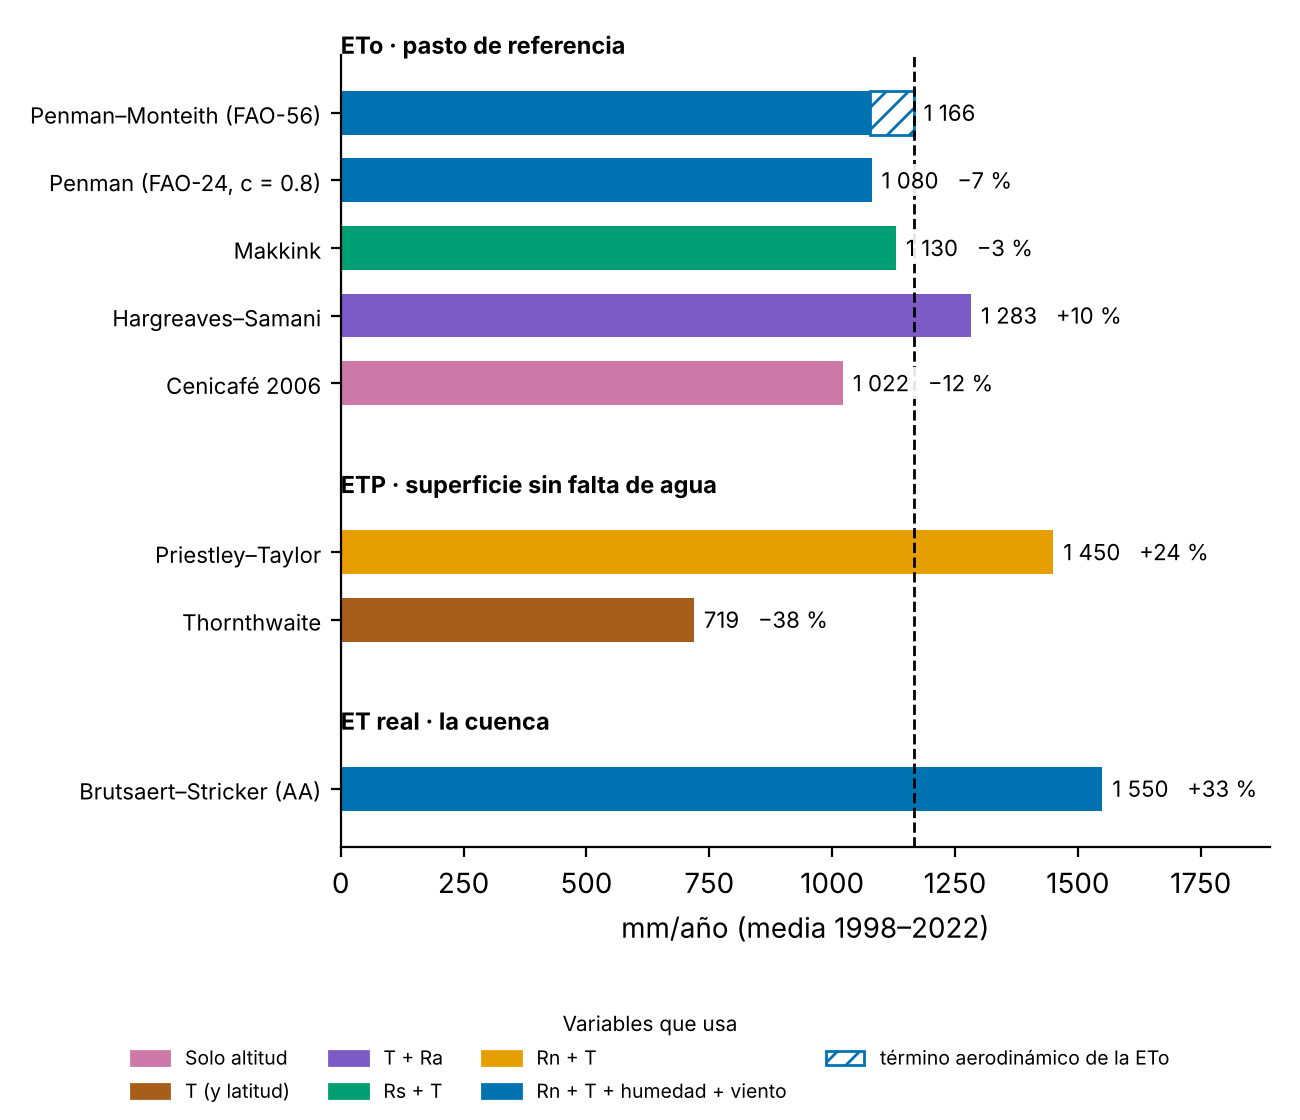 ETo · pasto de referencia
Penman–Monteith (FAO-56) 1 166
Penman (FAO-24, c = 0.8) 1 080 −7 %
Makkink 1 130 −3 %
Hargreaves–Samani 1 283 +10 %
Cenicafé 2006 1 022 −12 %
ETP · superficie sin falta de agua
Priestley–Taylor 1 450 +24 %
Thornthwaite 719 −38 %
ET real · la cuenca
Brutsaert–Stricker (AA) 1 550 +33 %
0 250 500 750 1000 1250 1500 1750
mm/año (media 1998–2022)
Variables que usa
Solo altitud T + Ra Rn + T término aerodinámico de la ETo
T (y latitud) Rs + T Rn + T + humedad + viento